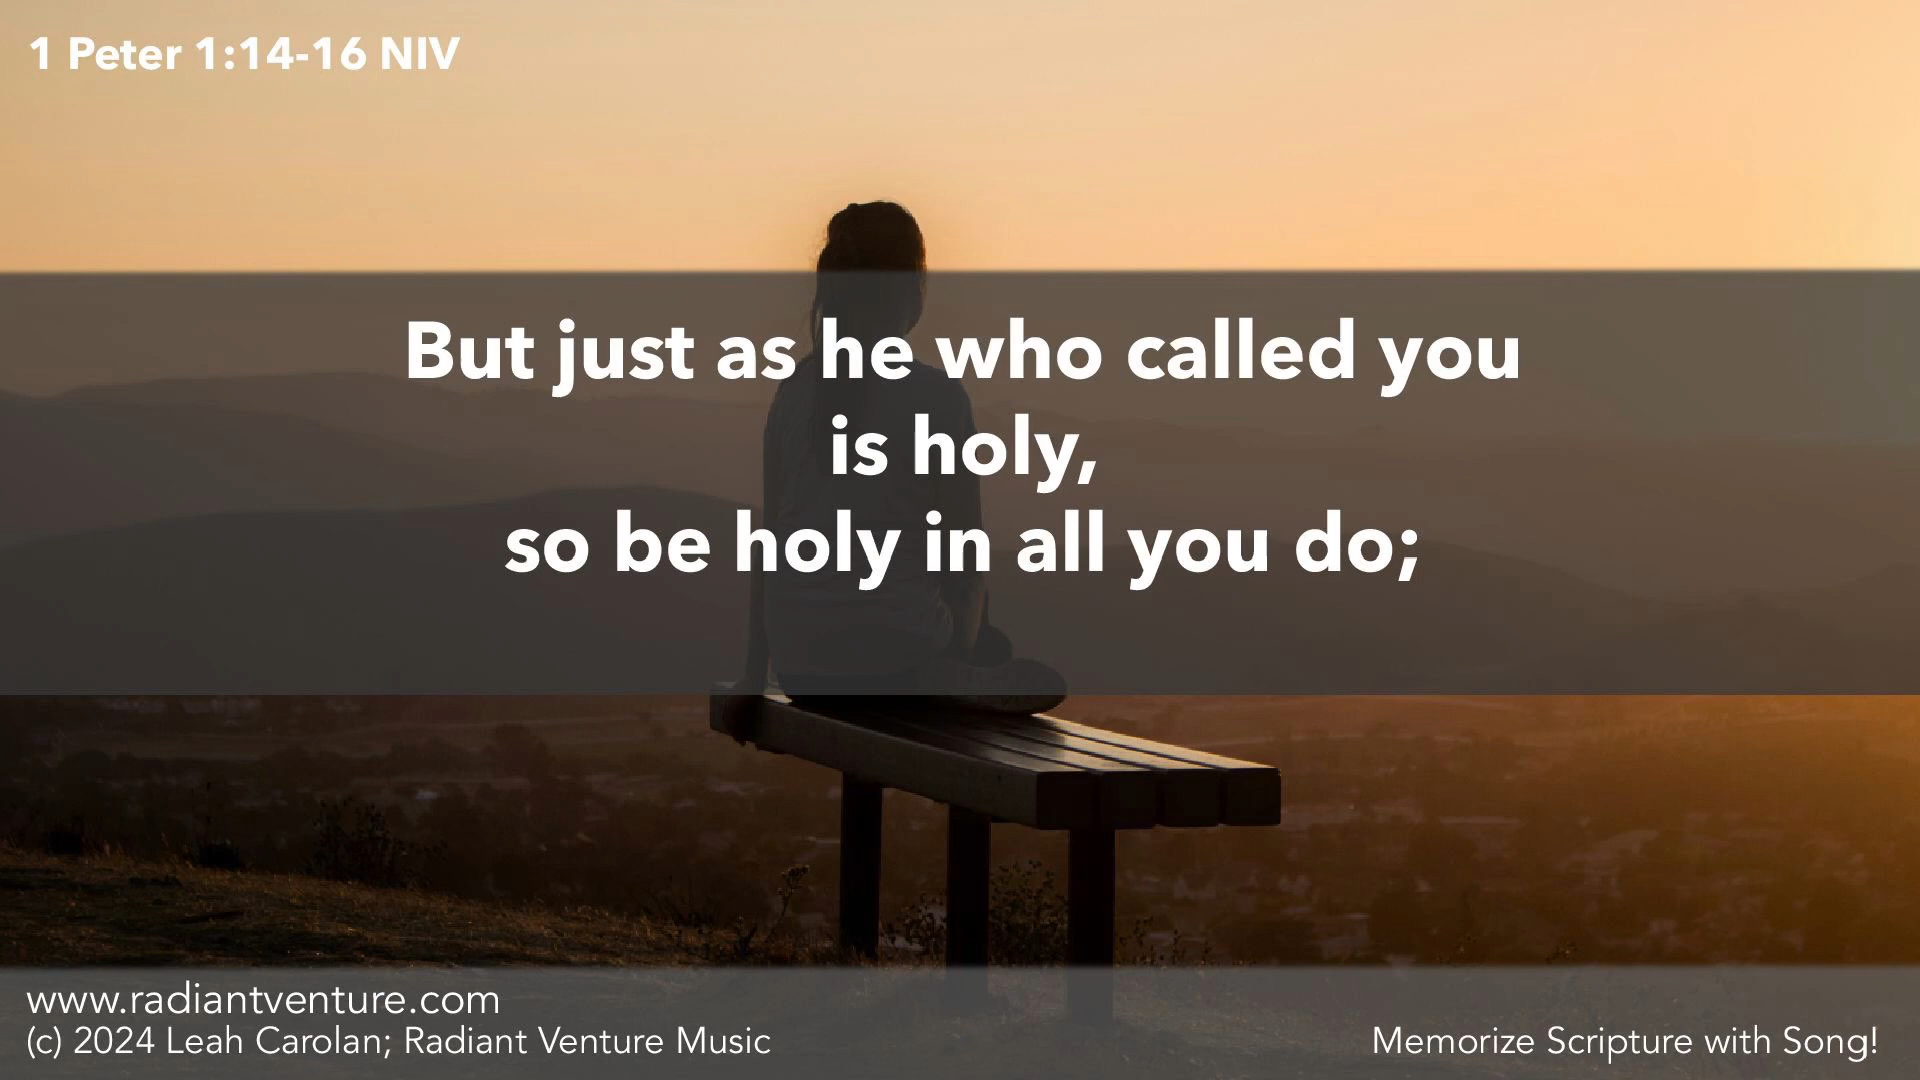 1 Peter 1:14-16 NIV
But just as he who called you
is holy,
so be holy in all you do;
www.radiantventure.com
(c) 2024 Leah Carolan; Radiant Venture Music
Memorize Scripture with Song!